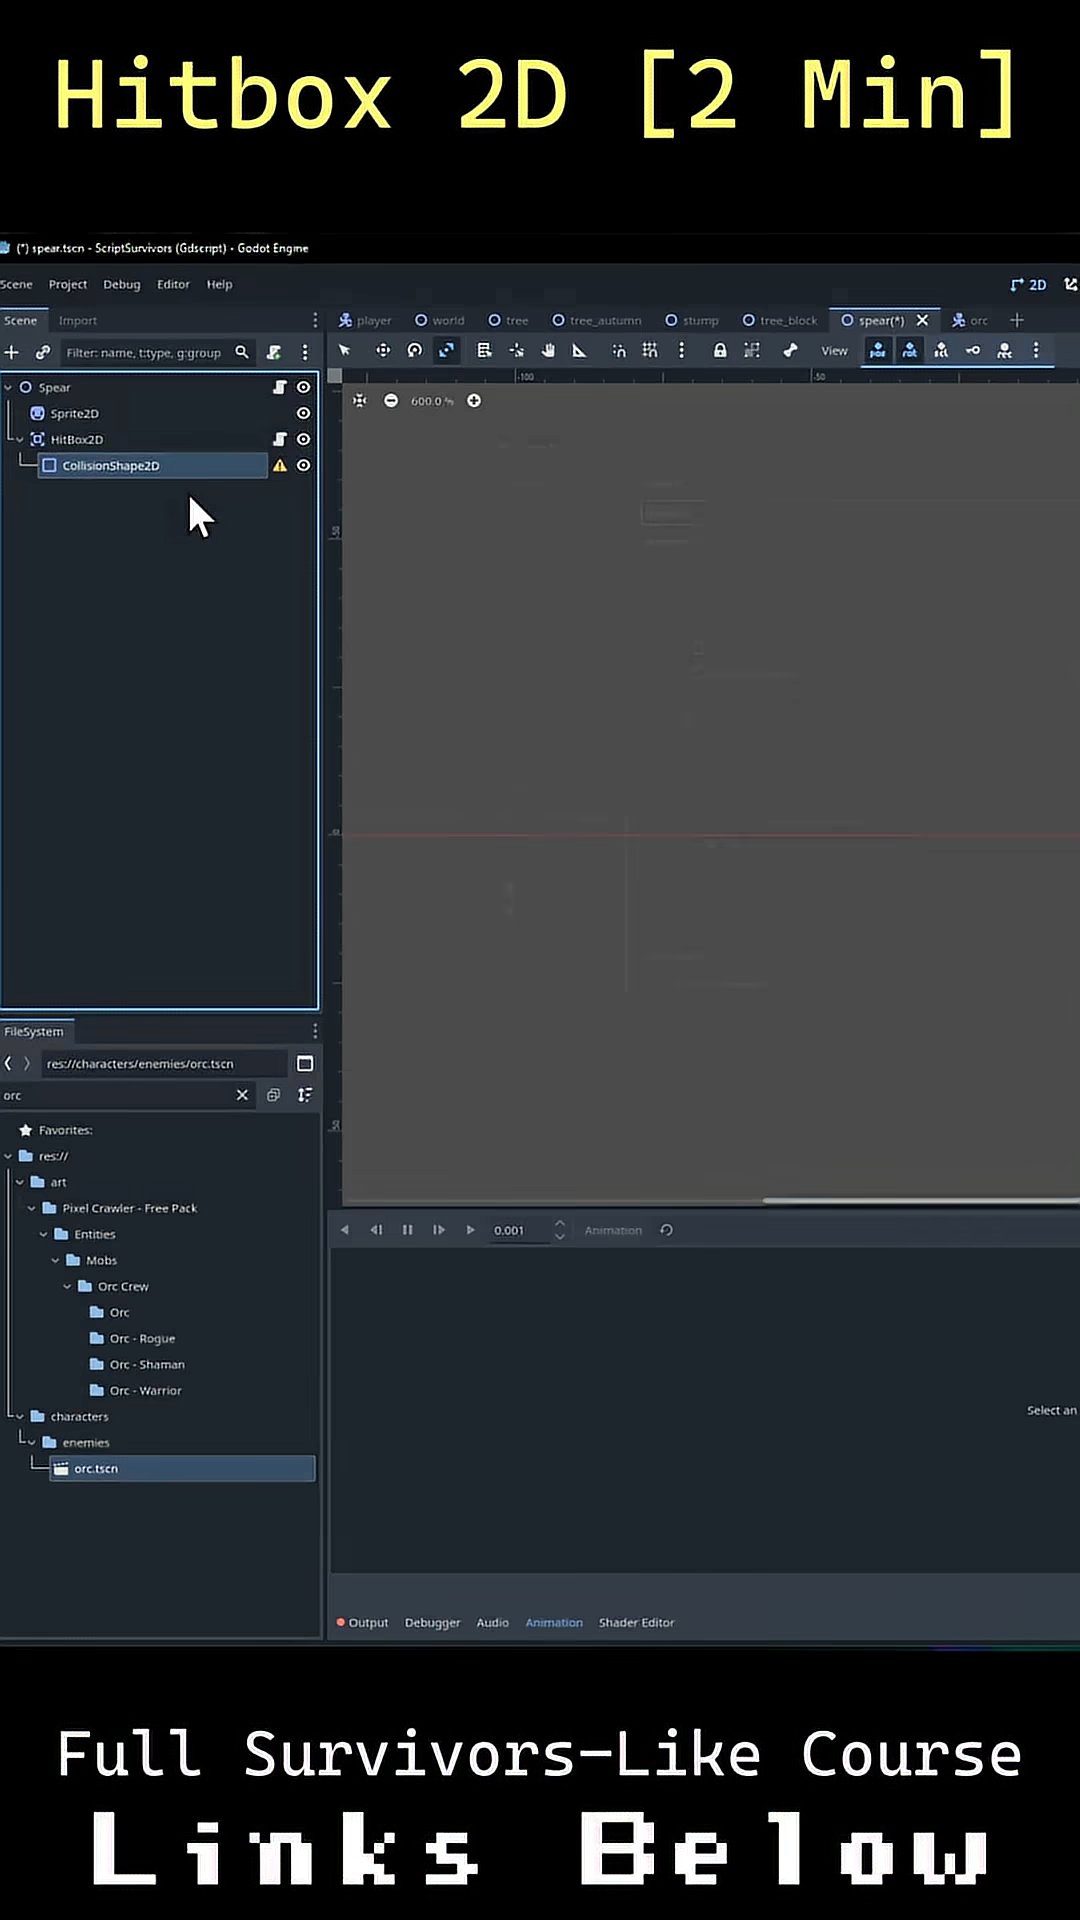 Hitbox 2D [2 Min]
(*) spear.tscn - ScriptSurvivors (Gdscript) - Godot Engine
Scene Project Debug Editor Help 2D
Scene Import
player world tree tree_autumn stump tree_block spear(*) orc
Filter: name, t:type, g:group
View
Spear
Sprite2D
HitBox2D
CollisionShape2D
-100 -50
600.0 %
-50
0
50
FileSystem
res://characters/enemies/orc.tscn
orc
Favorites:
res://
art
Pixel Crawler - Free Pack
Entities
Mobs
Orc Crew
Orc
Orc - Rogue
Orc - Shaman
Orc - Warrior
characters
enemies
orc.tscn
0.001 Animation
Select an
Output Debugger Audio Animation Shader Editor
Full Survivors-Like Course
Links Below